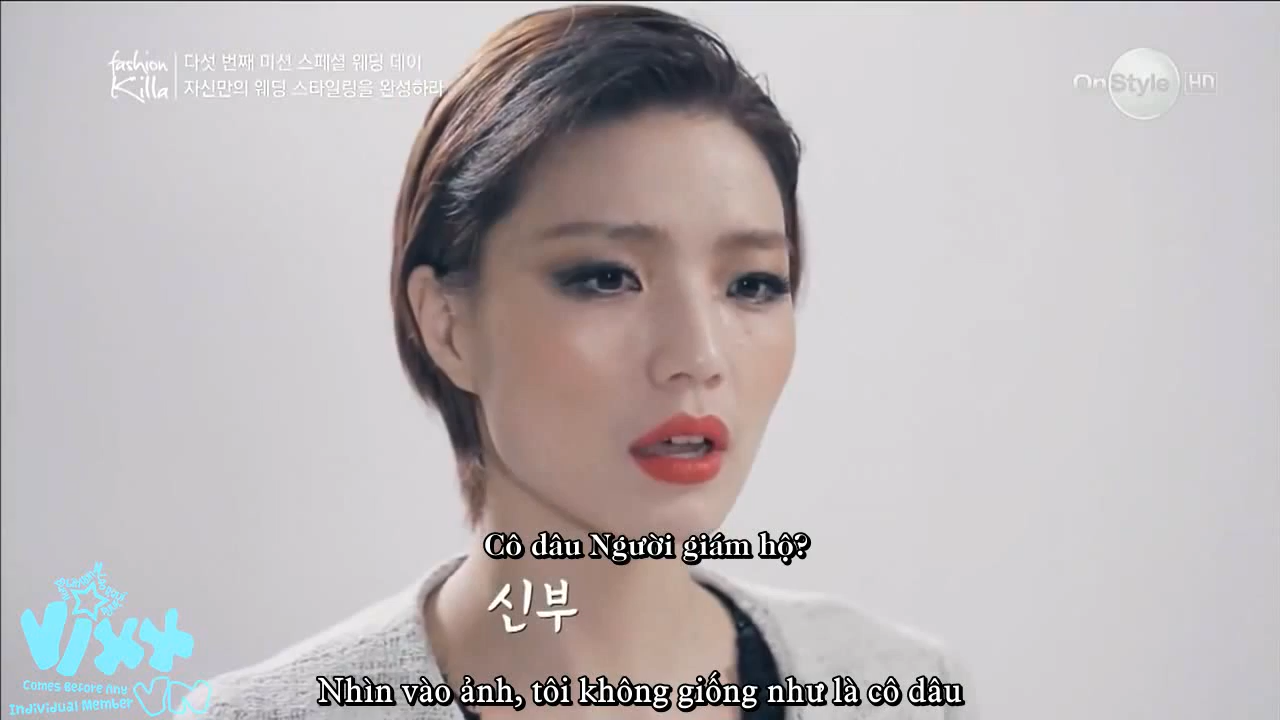 fashion
Killa
다섯 번째 미션 스페셜 웨딩 데이
자신만의 웨딩 스타일링을 완성하라
OnStyle HD
Cô dâu Người giám hộ?
신부
VIXX
Comes Before Any
Individual Member
VN
Nhìn vào ảnh, tôi không giống như là cô dâu